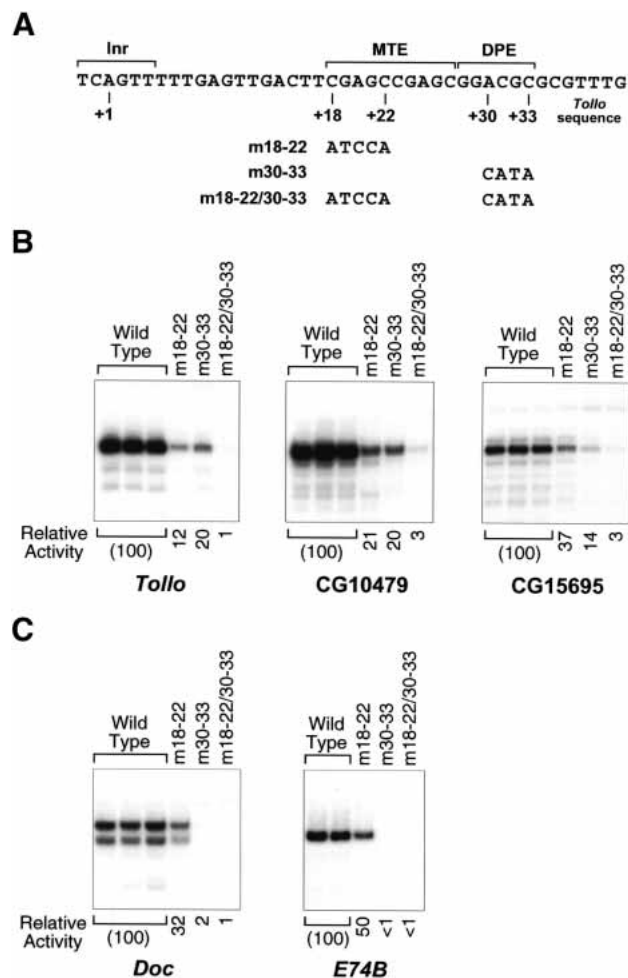 A
Inr MTE DPE
TCAGTTTTTGAGTTGACTTCGAGCCGAGCGGACGCGCGTTTG
+1 +18 +22 +30 +33 Tollo
sequence
m18-22 ATCCA
m30-33 CATA
m18-22/30-33 ATCCA CATA
B
Wild Type m18-22 m30-33 m18-22/30-33
Wild Type m18-22 m30-33 m18-22/30-33
Wild Type m18-22 m30-33 m18-22/30-33
Relative Activity
(100) 12 20 1
(100) 21 20 3
(100) 37 14 3
Tollo CG10479 CG15695
C
Wild Type m18-22 m30-33 m18-22/30-33
Wild Type m18-22 m30-33 m18-22/30-33
Relative Activity
(100) 32 2 1
(100) 50 <1 <1
Doc E74B